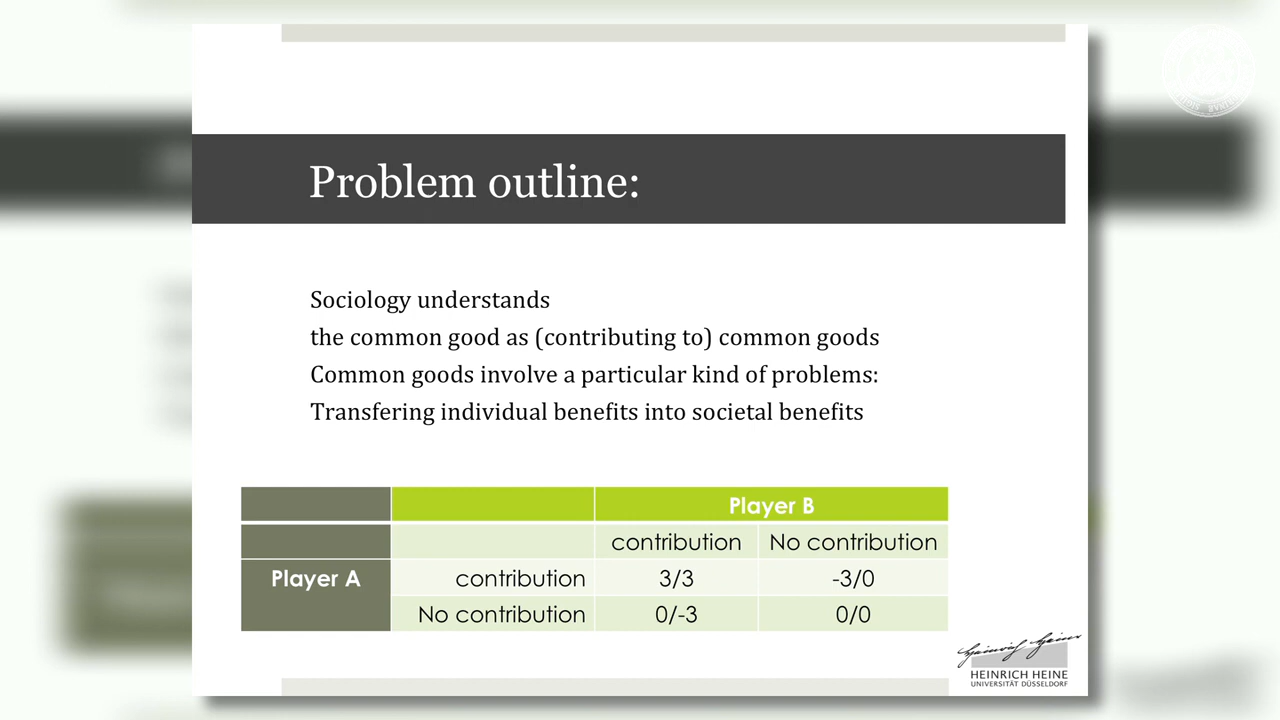 Problem outline:
Sociology understands
the common good as (contributing to) common goods
Common goods involve a particular kind of problems:
Transfering individual benefits into societal benefits
Player B
contribution No contribution
Player A contribution 3/3 -3/0
No contribution 0/-3 0/0
Heinrich Heine
HEINRICH HEINE
UNIVERSITÄT DÜSSELDORF